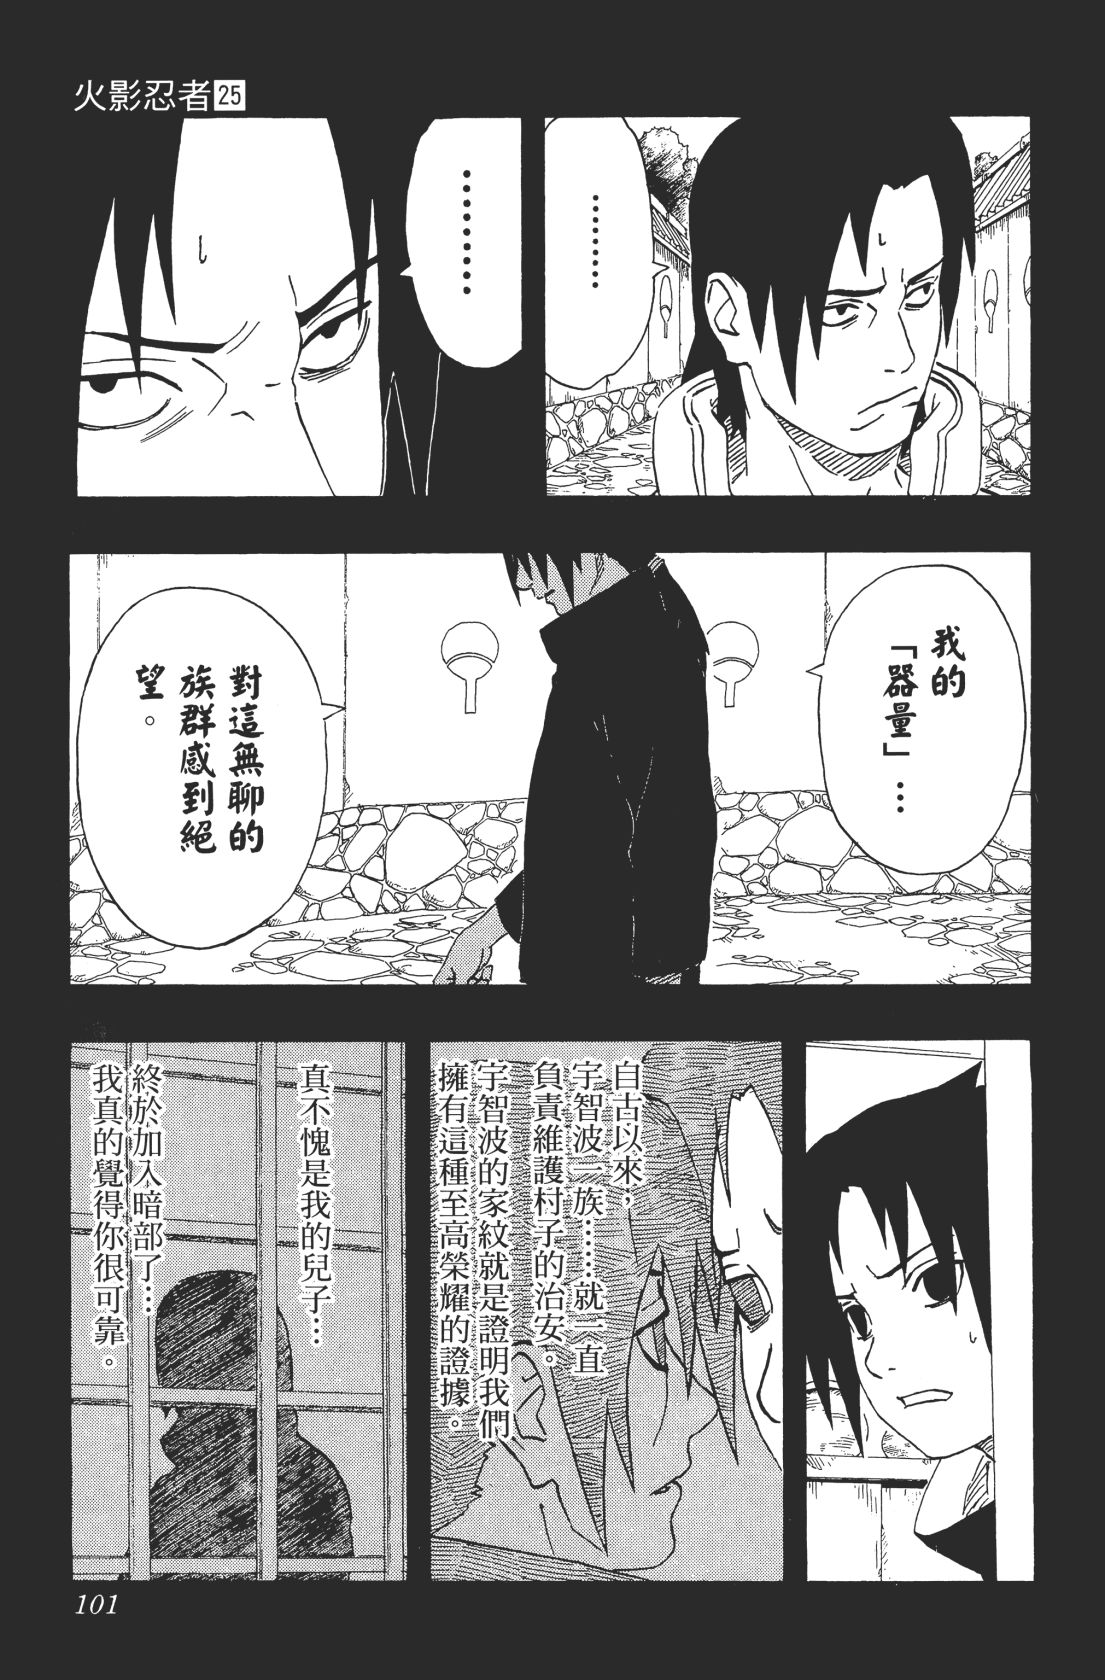 火影忍者25
………
………
我的
「器量」…
對這無聊的
族群感到絕
望。
自古以來，
宇智波一族……就一直
負責維護村子的治安。
宇智波的家紋就是證明我們
擁有這種至高榮耀的證據。
真不愧是我的兒子…
終於加入暗部了…
我真的覺得你很可靠。
101